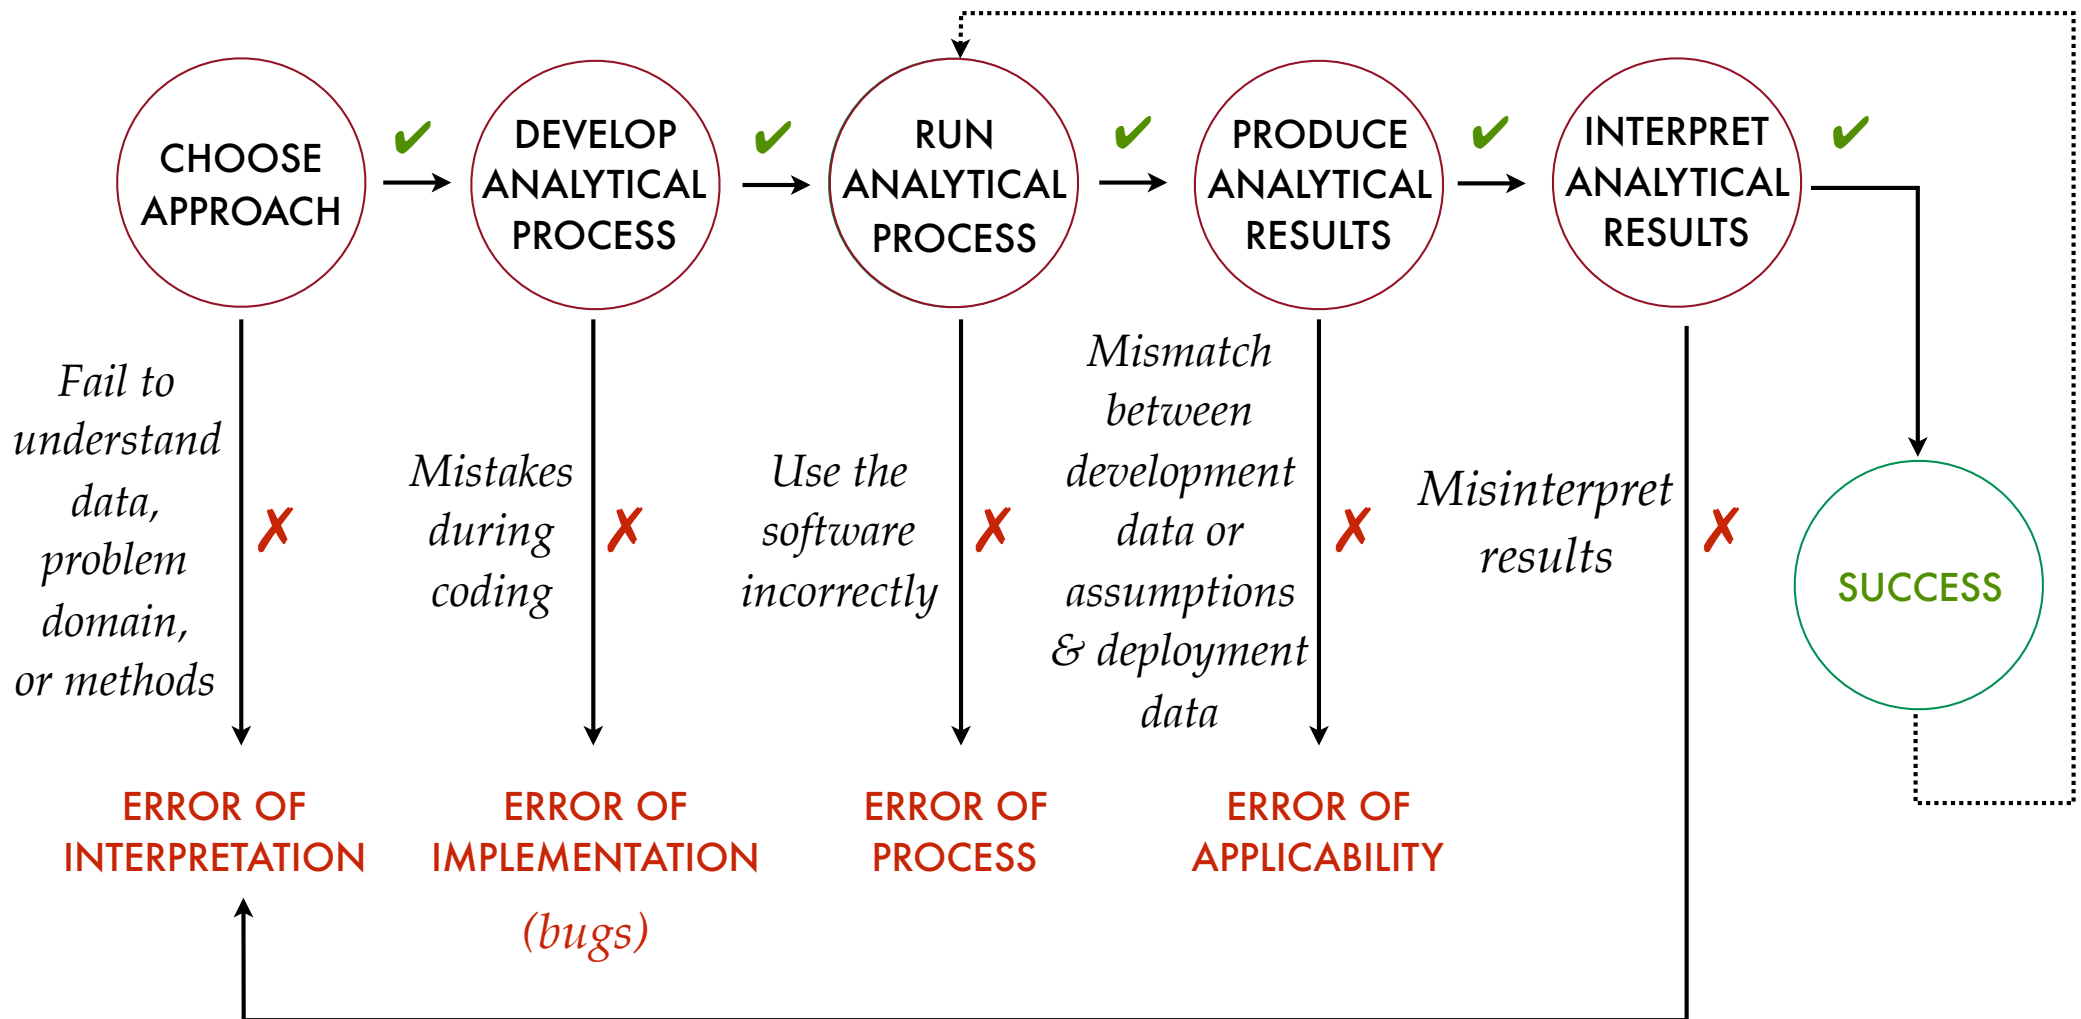 CHOOSE
APPROACH
DEVELOP
ANALYTICAL
PROCESS
RUN
ANALYTICAL
PROCESS
PRODUCE
ANALYTICAL
RESULTS
INTERPRET
ANALYTICAL
RESULTS
Fail to
understand
data,
problem
domain,
or methods
Mistakes
during
coding
Use the
software
incorrectly
Mismatch
between
development
data or
assumptions
& deployment
data
Misinterpret
results
SUCCESS
ERROR OF
INTERPRETATION
ERROR OF
IMPLEMENTATION
(bugs)
ERROR OF
PROCESS
ERROR OF
APPLICABILITY